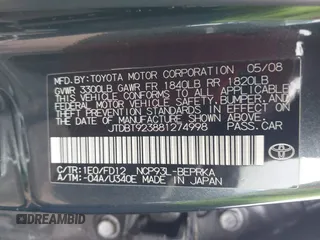 MFD. BY: TOYOTA MOTOR CORPORATION 05/08
GVWR 3300LB GAWR FR 1840LB RR 1820LB
THIS VEHICLE CONFORMS TO ALL APPLICABLE
FEDERAL MOTOR VEHICLE SAFETY, BUMPER, AND
THEFT PREVENTION STANDARDS IN EFFECT ON
THE DATE OF MANUFACTURE SHOWN ABOVE.
JTDBT923881274998 PASS.CAR
C/TR: 1E0/FD12 NCP93L-BEPRKA
A/TM: -04A/U340E MADE IN JAPAN
TOYOTA